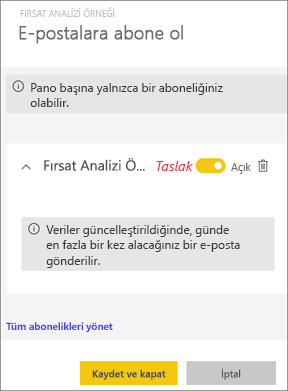 FIRSAT ANALİZİ ÖRNEĞİ
E-postalara abone ol
Pano başına yalnızca bir aboneliğiniz
olabilir.
Fırsat Analizi Ö... Taslak Açık
Veriler güncelleştirildiğinde, günde
en fazla bir kez alacağınız bir e-posta
gönderilir.
Tüm abonelikleri yönet
Kaydet ve kapat İptal